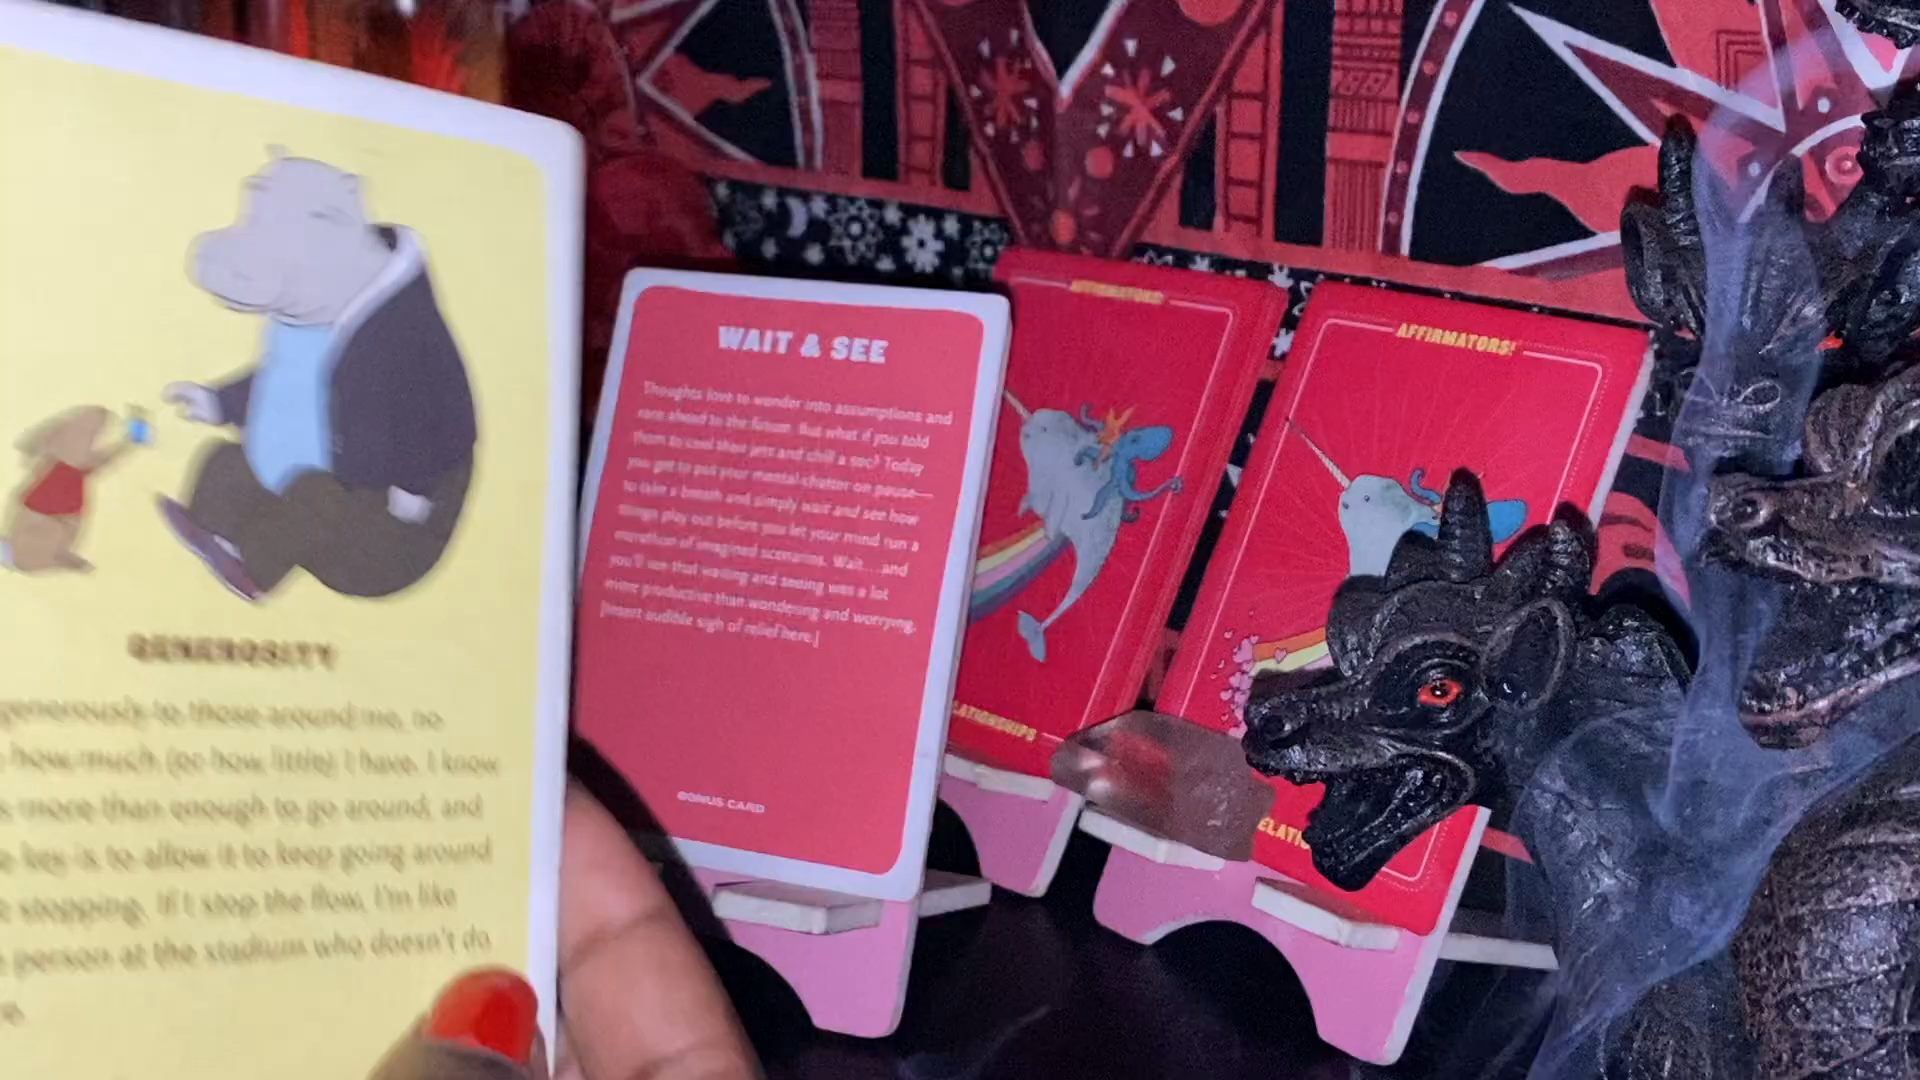 GENEROSITY
generously to those around me, no
how much (or how little) I have. I know
more than enough to go around, and
key is to allow it to keep going around
stopping. If I stop the flow, I'm like
person at the stadium who doesn't do
WAIT & SEE
Thoughts love to wander into assumptions and
race ahead to the future. But what if you told
them to cool their jets and chill a sec? Today
you get to put your mental chatter on pause—
to take a breath and simply wait and see how
things play out before you let your mind run a
marathon of imagined scenarios. Wait...and
you'll see that waiting and seeing was a lot
more productive than wondering and worrying.
[Insert audible sigh of relief here.]
BONUS CARD
AFFIRMATORS!
LATIONSHIPS
AFFIRMATORS!
ELATIO